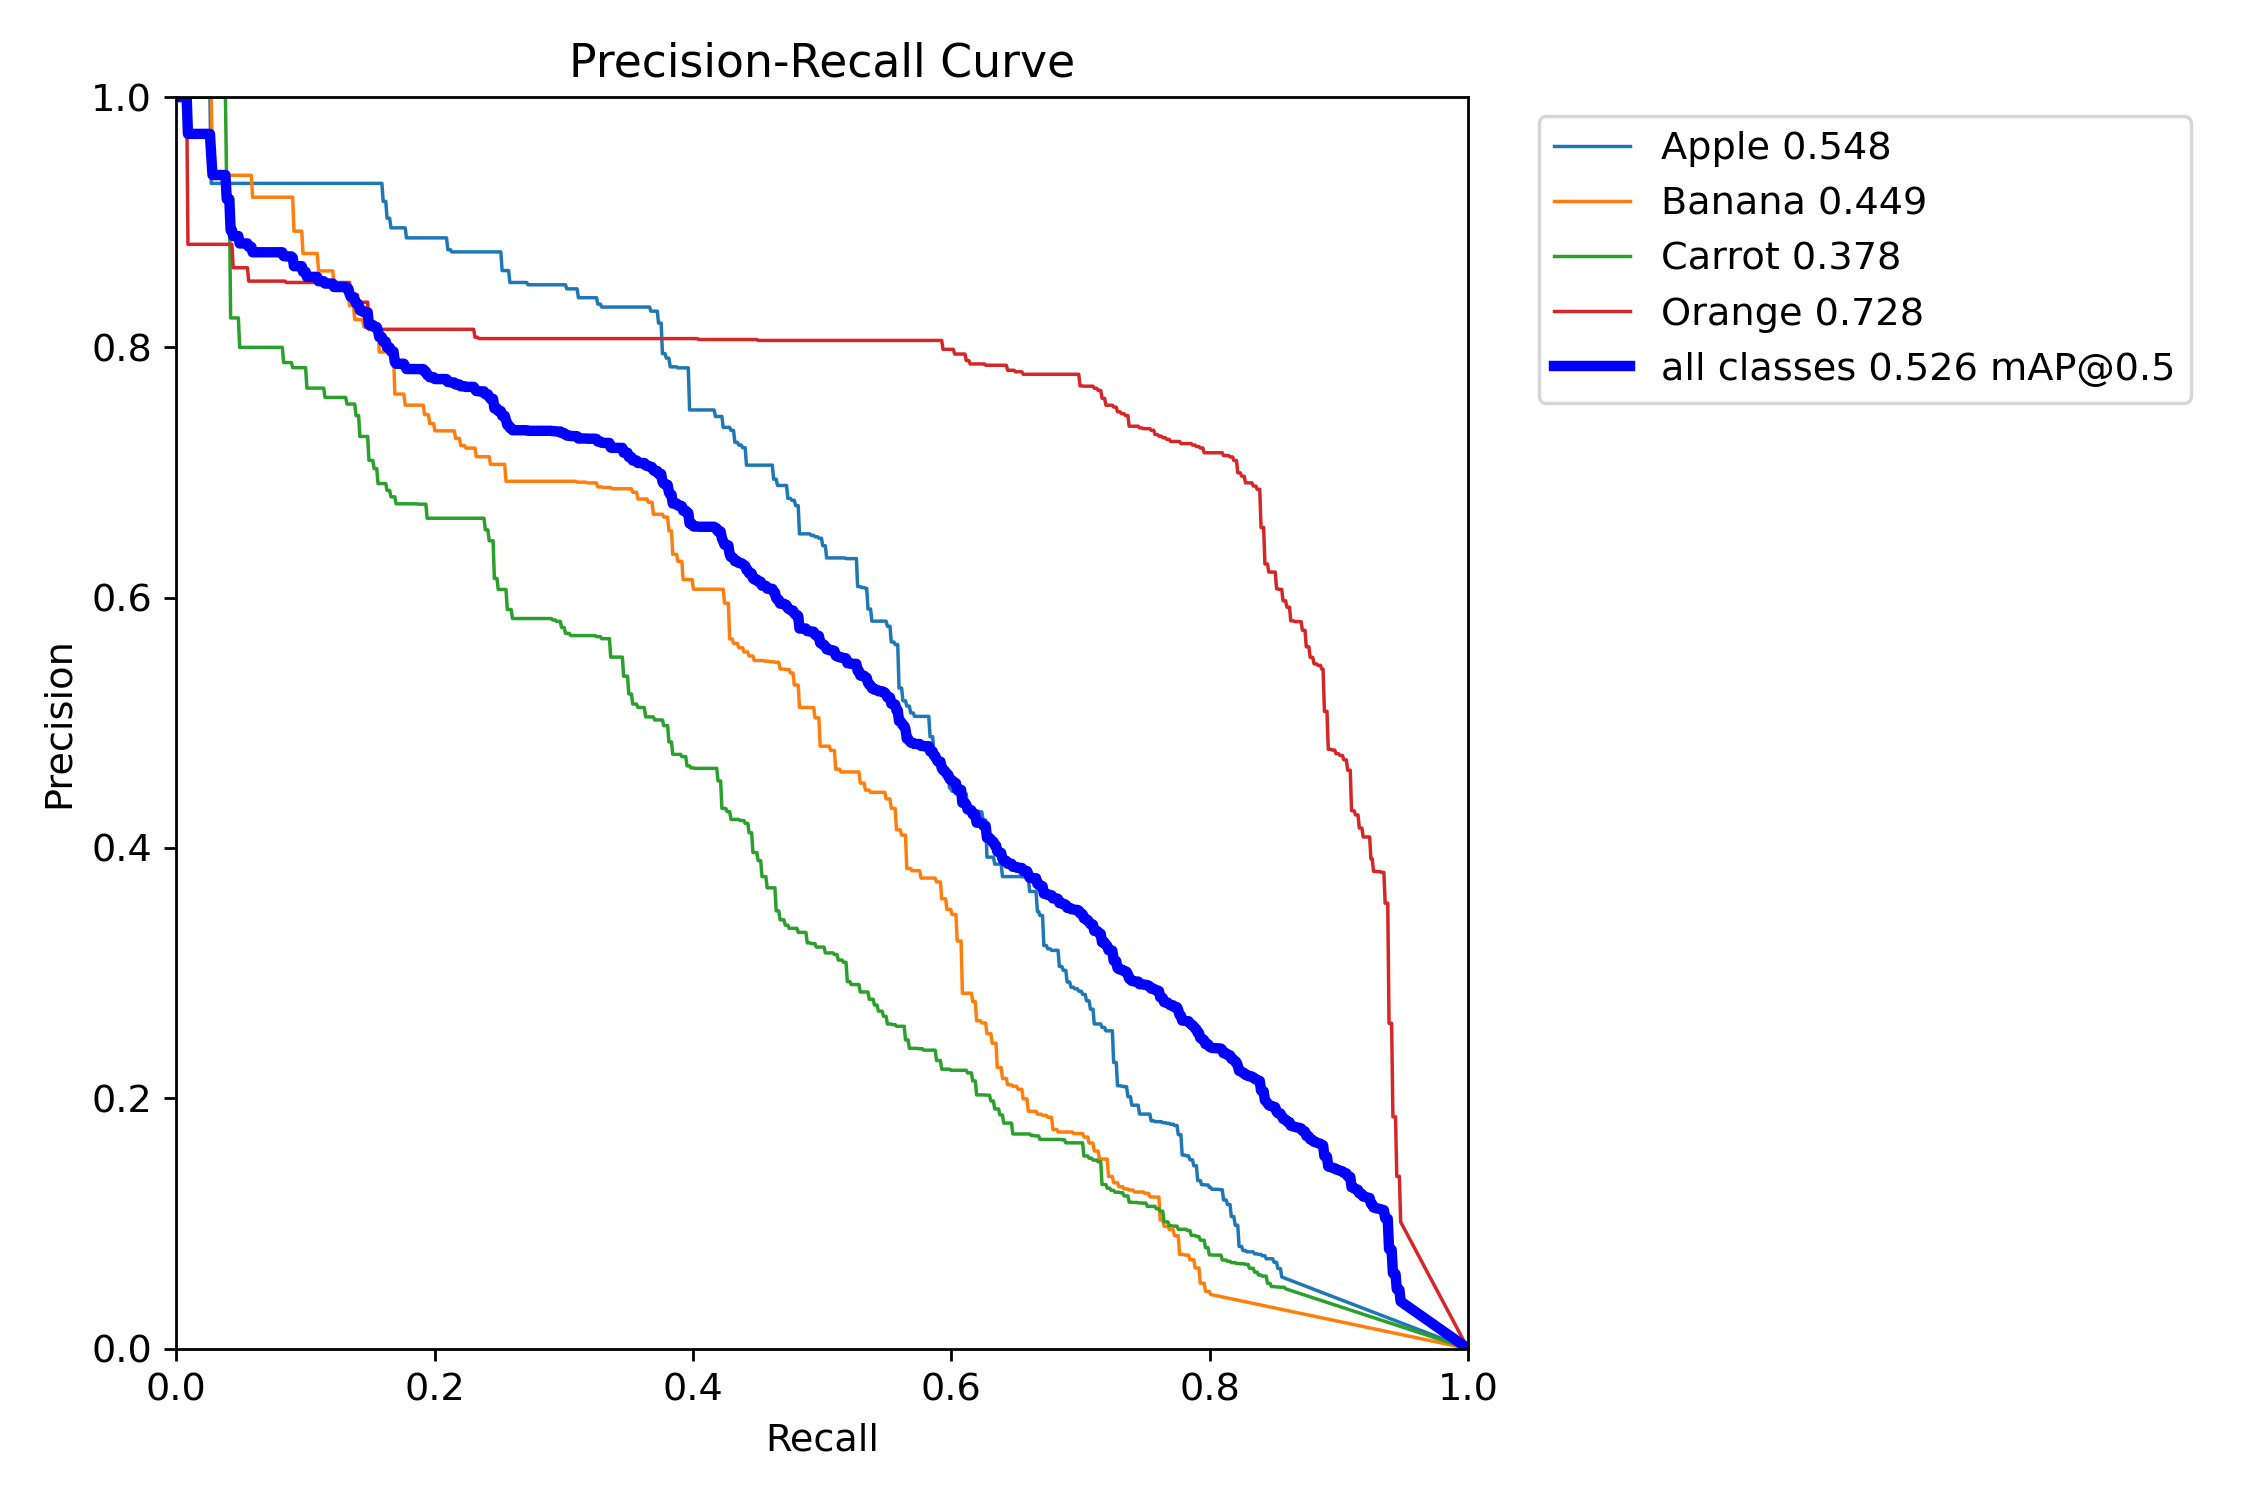 Precision-Recall Curve
1.0
0.8
0.6
0.4
0.2
0.0
Precision
0.0 0.2 0.4 0.6 0.8 1.0
Recall
Apple 0.548
Banana 0.449
Carrot 0.378
Orange 0.728
all classes 0.526 mAP@0.5